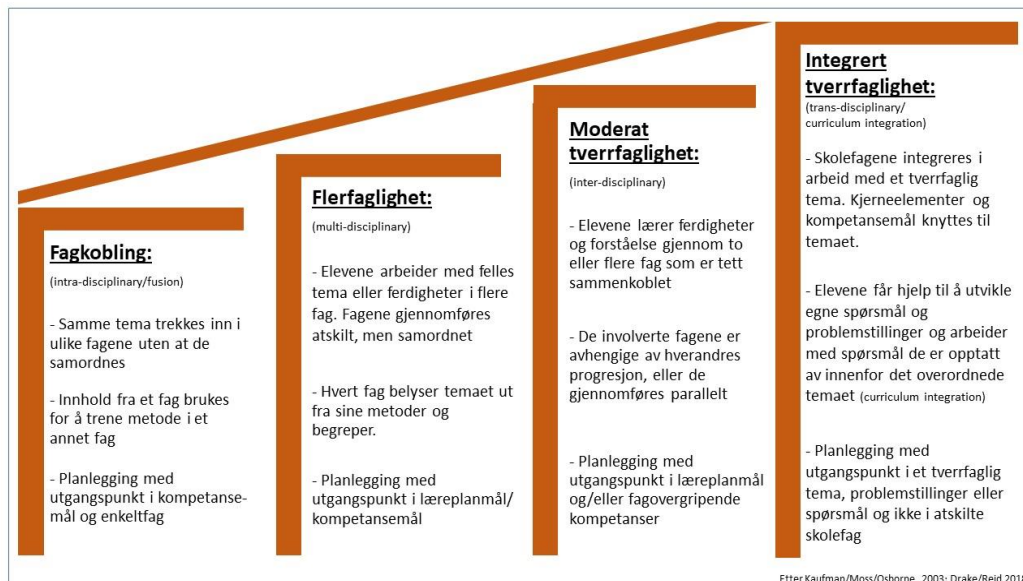 Fagkobling:
(intra-disciplinary/fusion)
- Samme tema trekkes inn i
ulike fagene uten at de
samordnes
- Innhold fra et fag brukes
for å trene metode i et
annet fag
- Planlegging med
utgangspunkt i kompetanse-
mål og enkeltfag
Flerfaglighet:
(multi-disciplinary)
- Elevene arbeider med felles
tema eller ferdigheter i flere
fag. Fagene gjennomføres
atskilt, men samordnet
- Hvert fag belyser temaet ut
fra sine metoder og
begreper.
- Planlegging med
utgangspunkt i læreplanmål/
kompetansemål
Moderat
tverrfaglighet:
(inter-disciplinary)
- Elevene lærer ferdigheter
og forståelse gjennom to
eller flere fag som er tett
sammenkoblet
- De involverte fagene er
avhengige av hverandres
progresjon, eller de
gjennomføres parallelt
- Planlegging med
utgangspunkt i læreplanmål
og/eller fagovergripende
kompetanser
Integrert
tverrfaglighet:
(trans-disciplinary/
curriculum integration)
- Skolefagene integreres i
arbeid med et tverrfaglig
tema. Kjerneelementer og
kompetansemål knyttes til
temaet.
- Elevene får hjelp til å utvikle
egne spørsmål og
problemstillinger og arbeider
med spørsmål de er opptatt
av innenfor det overordnede
temaet (curriculum integration)
- Planlegging med
utgangspunkt i et tverrfaglig
tema, problemstillinger eller
spørsmål og ikke i atskilte
skolefag
Etter Kaufman/Moss/Osborne, 2003; Drake/Reid 2018